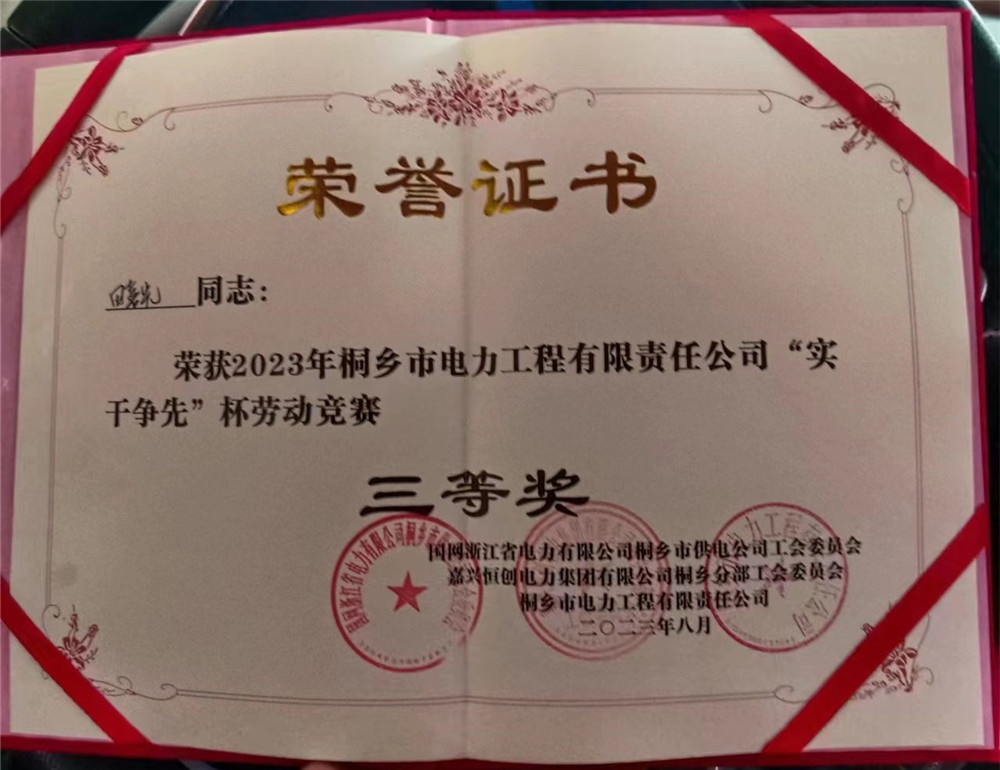 荣誉证书
同志：
荣获2023年桐乡市电力工程有限责任公司“实
干争先”杯劳动竞赛
三等奖
国网浙江省电力有限公司桐乡市供电公司工会委员会
嘉兴恒创电力集团有限公司桐乡分部工会委员会
桐乡市电力工程有限责任公司
二〇二三年八月